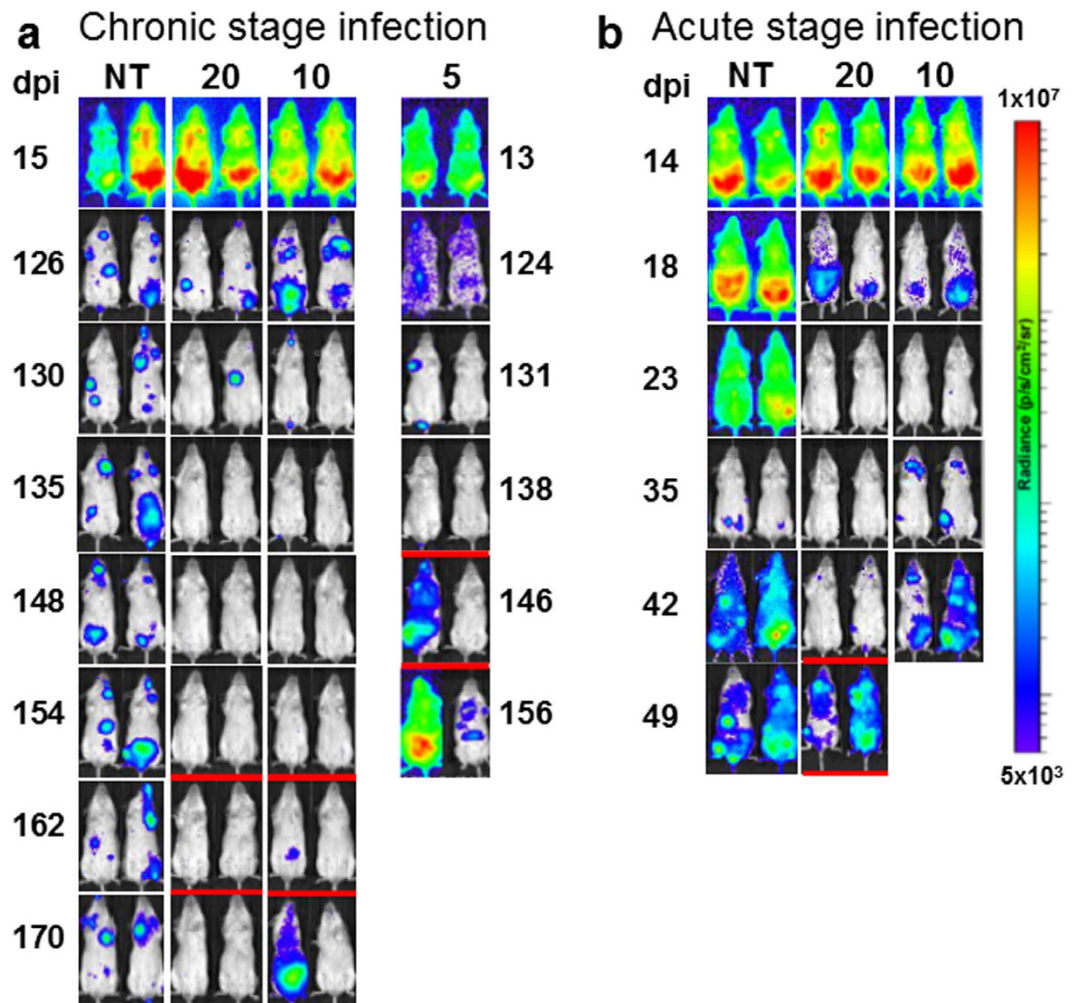 a Chronic stage infection
dpi NT 20 10 5
15 13
126 124
130 131
135 138
148 146
154 156
162
170
b Acute stage infection
dpi NT 20 10
14
18
23
35
42
49
1x10⁷
Radiance (p/s/cm²/sr)
5x10³